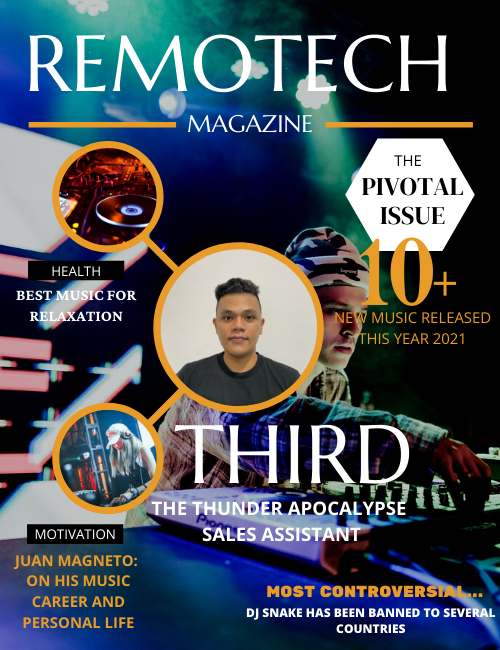 REMOTECH
MAGAZINE
THE
PIVOTAL
ISSUE
10+
NEW MUSIC RELEASED
THIS YEAR 2021
HEALTH
BEST MUSIC FOR
RELAXATION
Supreme
THIRD
THE THUNDER APOCALYPSE
SALES ASSISTANT
MOTIVATION
JUAN MAGNETO:
ON HIS MUSIC
CAREER AND
PERSONAL LIFE
MOST CONTROVERSIAL...
DJ SNAKE HAS BEEN BANNED TO SEVERAL
COUNTRIES